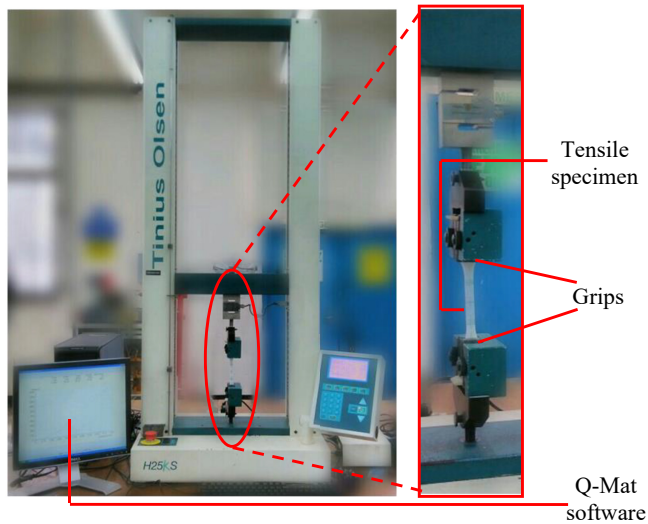 Tinius Olsen
H25KS
Tensile
specimen
Grips
Q-Mat
software